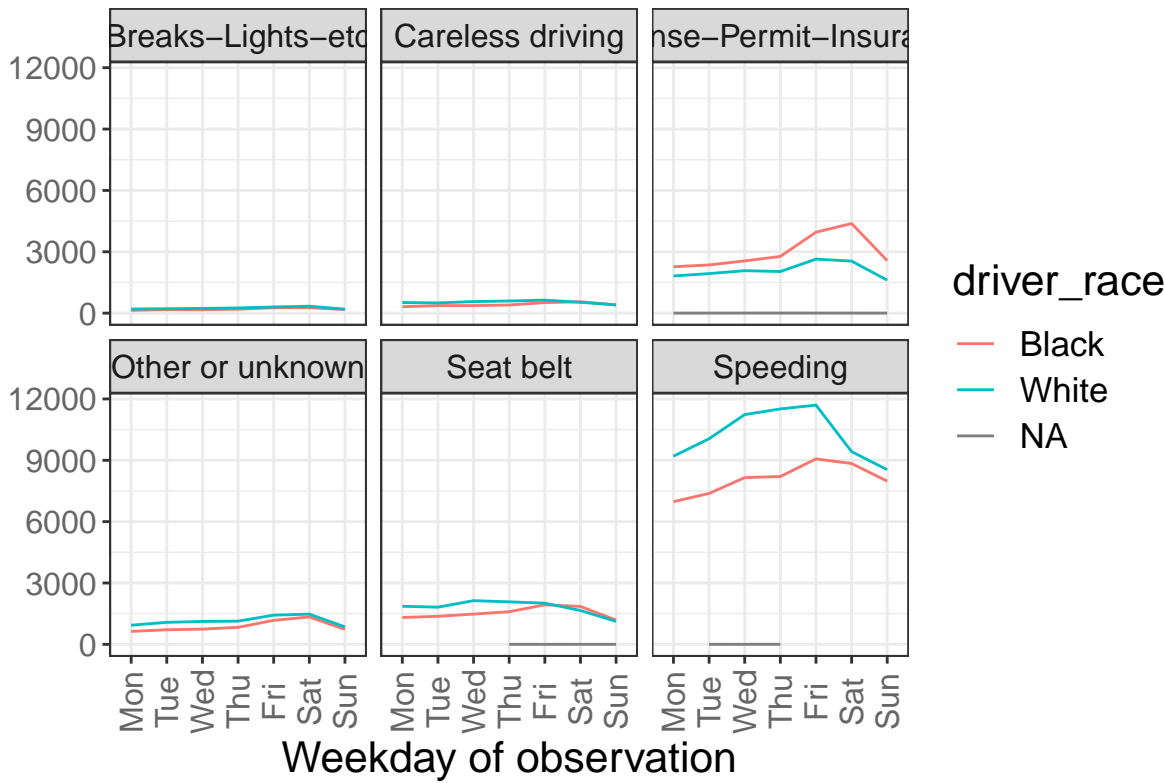 Breaks–Lights–etc
Careless driving
nse–Permit–Insura
12000
9000
6000
3000
0
Other or unknown
Seat belt
Speeding
12000
9000
6000
3000
0
Mon
Tue
Wed
Thu
Fri
Sat
Sun
Mon
Tue
Wed
Thu
Fri
Sat
Sun
Mon
Tue
Wed
Thu
Fri
Sat
Sun
Weekday of observation
driver_race
Black
White
NA